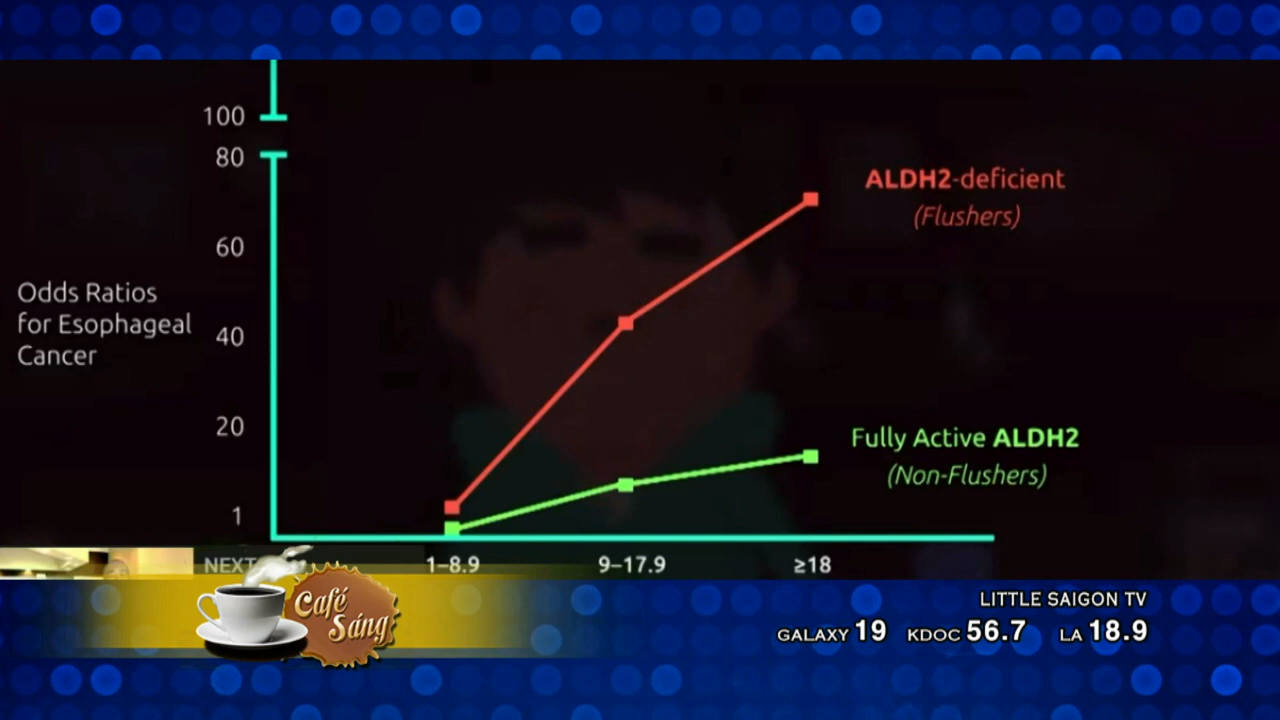 100
80
60
40
20
1
Odds Ratios
for Esophageal
Cancer
ALDH2-deficient
(Flushers)
Fully Active ALDH2
(Non-Flushers)
NEXT
1–8.9
9–17.9
≥18
Café
Sáng
LITTLE SAIGON TV
GALAXY 19 KDOC 56.7 LA 18.9